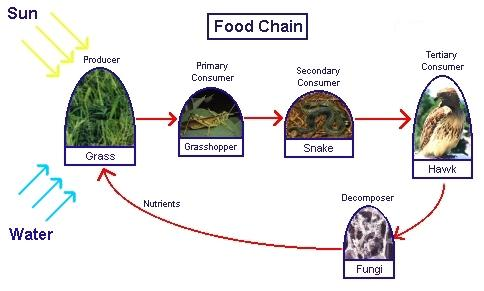 Sun
Food Chain
Producer
Primary
Consumer
Secondary
Consumer
Tertiary
Consumer
Grass
Grasshopper
Snake
Hawk
Water
Nutrients
Decomposer
Fungi